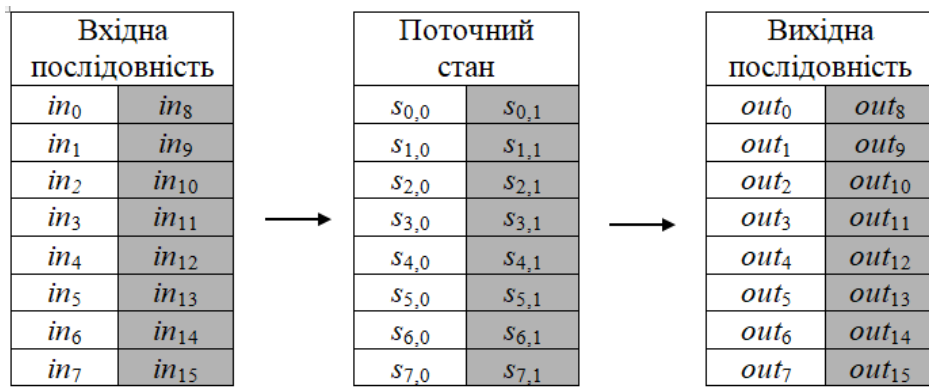 Вхідна послідовність Поточний стан Вихідна послідовність
in0 in8 s0,0 s0,1 out0 out8
in1 in9 s1,0 s1,1 out1 out9
in2 in10 s2,0 s2,1 out2 out10
in3 in11 s3,0 s3,1 out3 out11
in4 in12 s4,0 s4,1 out4 out12
in5 in13 s5,0 s5,1 out5 out13
in6 in14 s6,0 s6,1 out6 out14
in7 in15 s7,0 s7,1 out7 out15